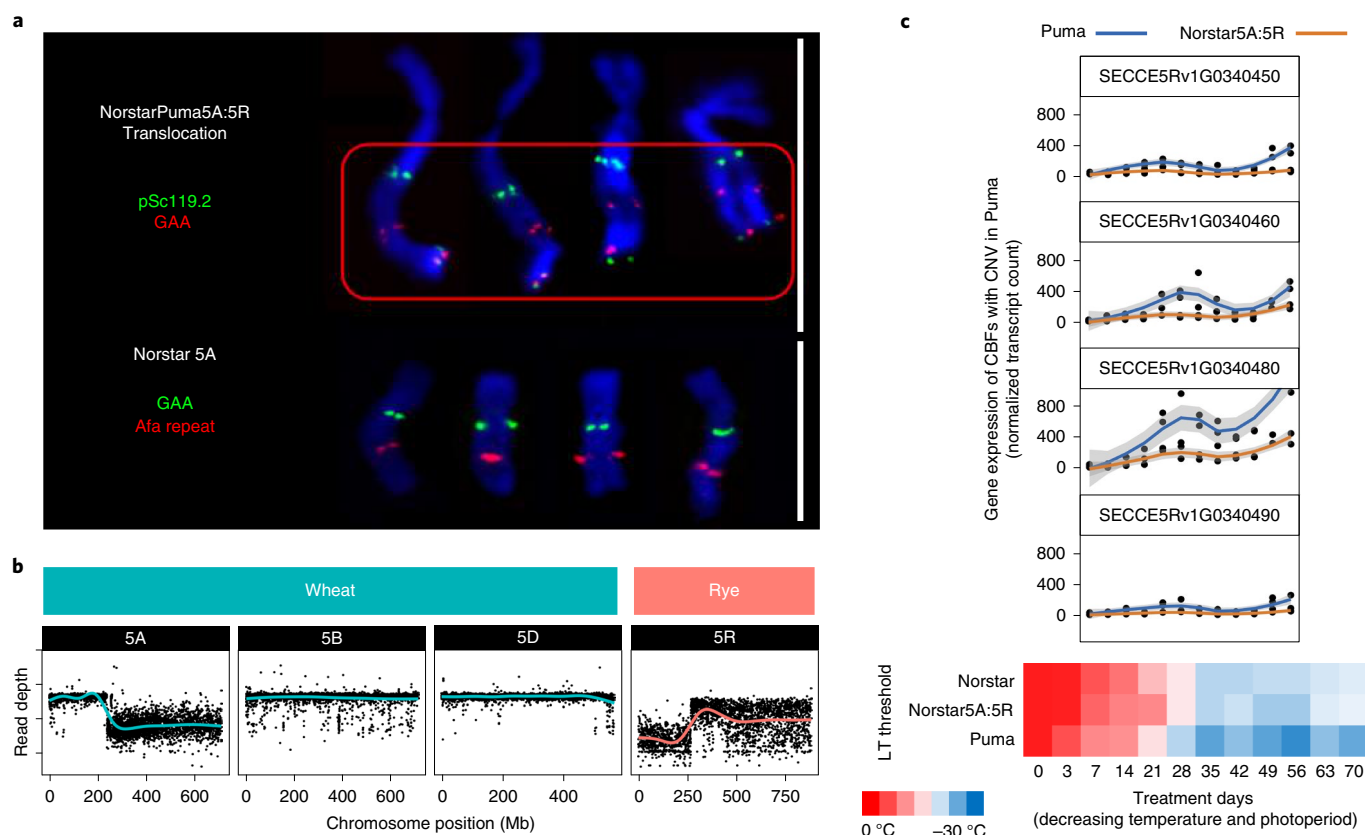 a
NorstarPuma5A:5R
Translocation
pSc119.2
GAA
Norstar 5A
GAA
Afa repeat
b
Wheat
Rye
5A
5B
5D
5R
Read depth
0
200
400
600
0
200
400
600
0
200
400
0
250
500
750
Chromosome position (Mb)
c
Puma
Norstar5A:5R
Gene expression of CBFs with CNV in Puma
(normalized transcript count)
SECCE5Rv1G0340450
800
400
0
SECCE5Rv1G0340460
800
400
0
SECCE5Rv1G0340480
800
400
0
SECCE5Rv1G0340490
800
400
0
LT threshold
Norstar
Norstar5A:5R
Puma
0 3 7 14 21 28 35 42 49 56 63 70
Treatment days
(decreasing temperature and photoperiod)
0 °C
–30 °C